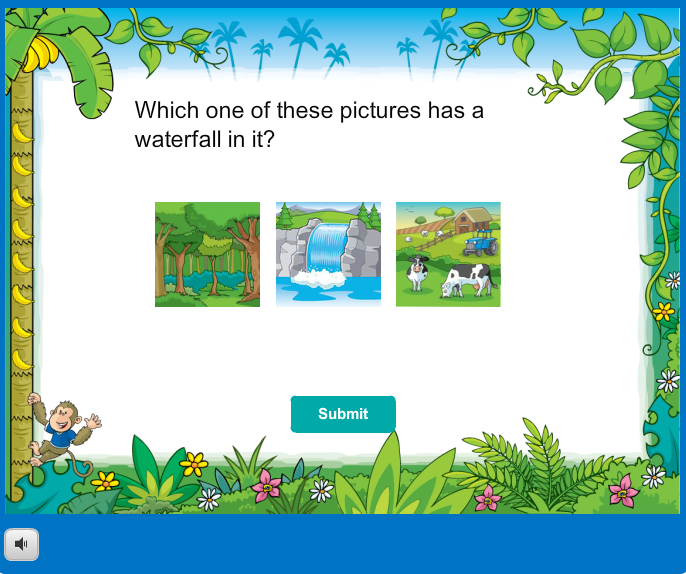 Which one of these pictures has a
waterfall in it?
Submit